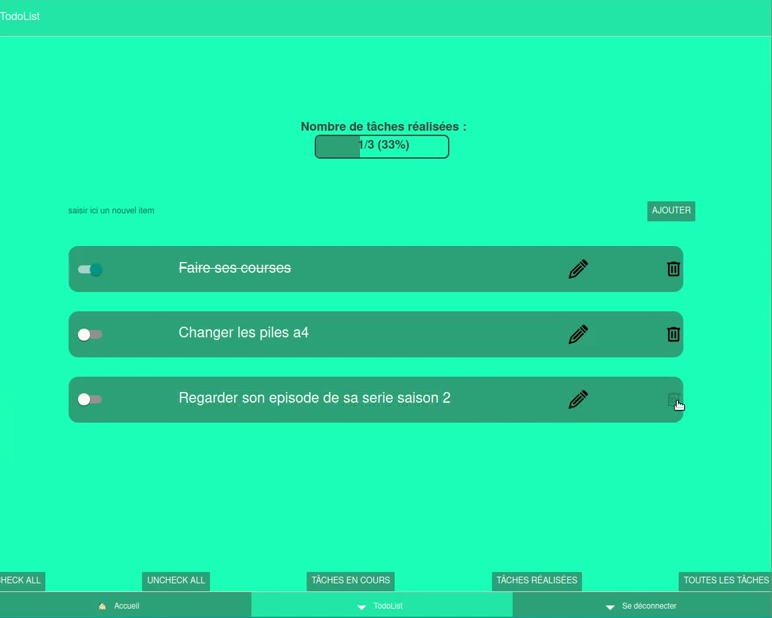 TodoList
Nombre de tâches réalisées :
1/3 (33%)
saisir ici un nouvel item
AJOUTER
Faire ses courses
Changer les piles a4
Regarder son episode de sa serie saison 2
HECK ALL
UNCHECK ALL
TÂCHES EN COURS
TÂCHES RÉALISÉES
TOUTES LES TÂCHES
Accueil
TodoList
Se déconnecter